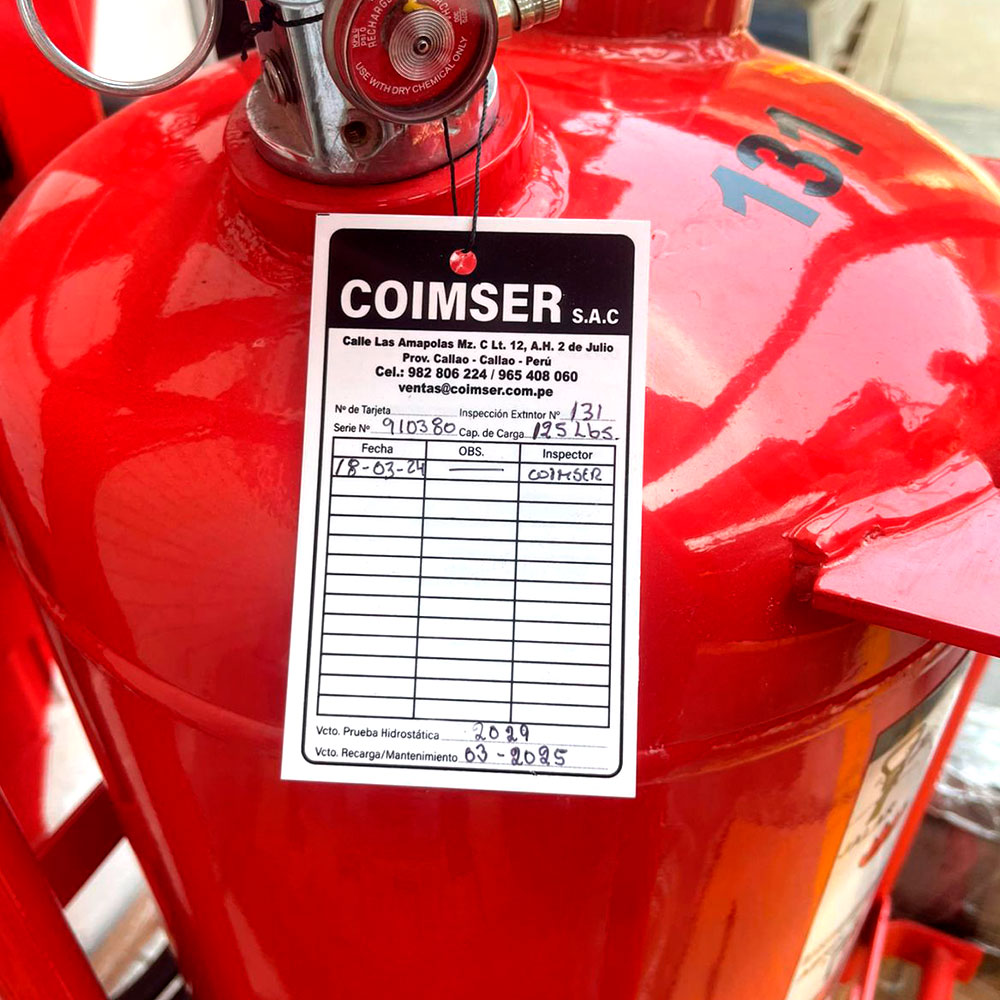 RECHARGE
USE WITH DRY CHEMICAL ONLY
131
COIMSER S.A.C
Calle Las Amapolas Mz. C Lt. 12, A.H. 2 de Julio
Prov. Callao - Callao - Perú
Cel.: 982 806 224 / 965 408 060
ventas@coimser.com.pe
Nº de Tarjeta Inspección Extintor Nº 131
Serie Nº 910380 Cap. de Carga 125 Lbs.
Fecha OBS. Inspector
18-03-24 — COIMSER
Vcto. Prueba Hidrostática 2029
Vcto. Recarga/Mantenimiento 03-2025